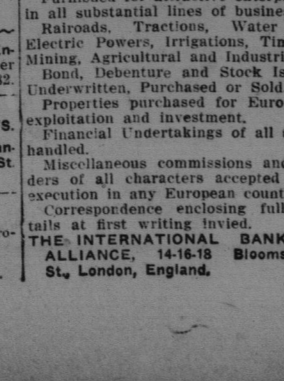 in all substantial lines of busine
Rairoads, Tractions, Water
Electric Powers, Irrigations, Tin
Mining, Agricultural and Industri
Bond, Debenture and Stock Is
Underwritten, Purchased or Sold
Properties purchased for Euro
exploitation and investment.
Financial Undertakings of all
handled.
Miscellaneous commissions and
ders of all characters accepted
execution in any European count
Correspondence enclosing full
tails at first writing invied.
THE INTERNATIONAL BANK
ALLIANCE, 14-16-18 Blooms
St., London, England.